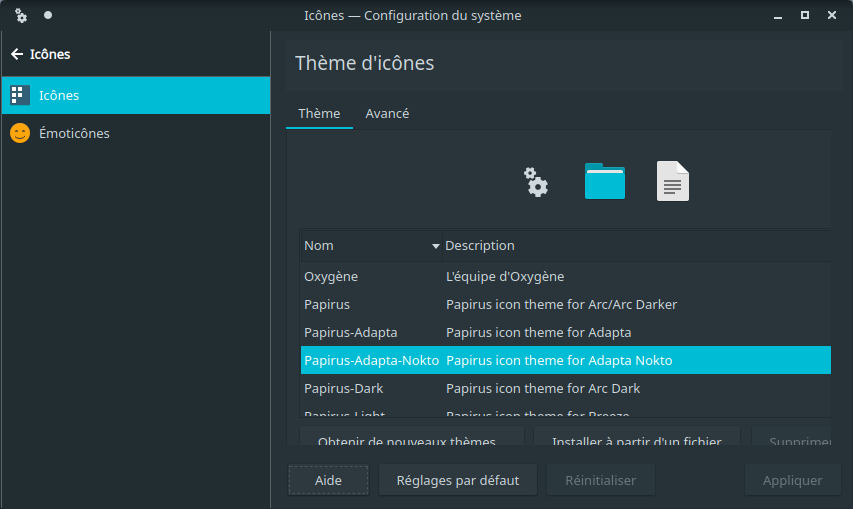 Icônes — Configuration du système
Icônes
Icônes
Émoticônes
Thème d'icônes
Thème Avancé
Nom Description
Oxygène L'équipe d'Oxygène
Papirus Papirus icon theme for Arc/Arc Darker
Papirus-Adapta Papirus icon theme for Adapta
Papirus-Adapta-Nokto Papirus icon theme for Adapta Nokto
Papirus-Dark Papirus icon theme for Arc Dark
Papirus-Light Papirus icon theme for Breeze
Obtenir de nouveaux thèmes... Installer à partir d'un fichier... Supprimer
Aide Réglages par défaut Réinitialiser Appliquer